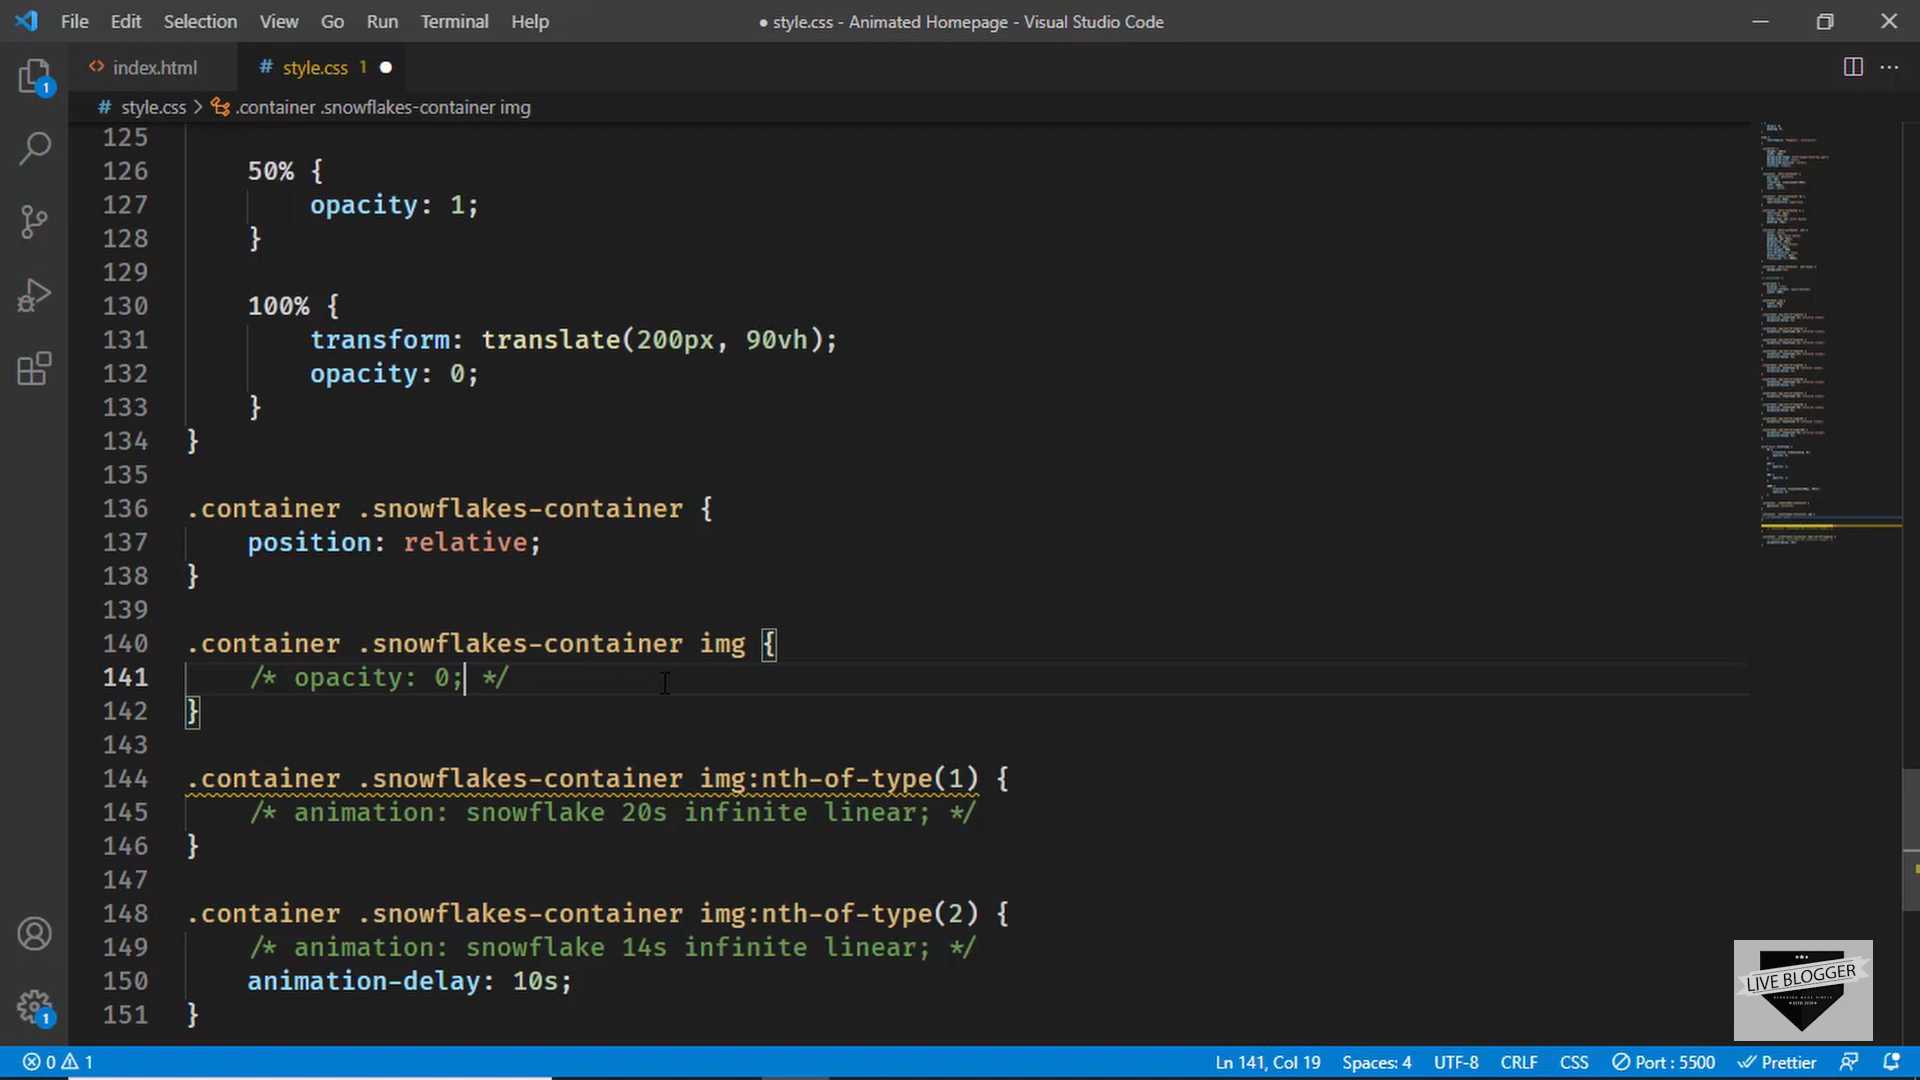 File Edit Selection View Go Run Terminal Help
● style.css - Animated Homepage - Visual Studio Code
1
<> index.html
# style.css 1 ●
# style.css > .container .snowflakes-container img
125
126 50% {
127 opacity: 1;
128 }
129
130 100% {
131 transform: translate(200px, 90vh);
132 opacity: 0;
133 }
134 }
135
136 .container .snowflakes-container {
137 position: relative;
138 }
139
140 .container .snowflakes-container img {
141 /* opacity: 0; */
142 }
143
144 .container .snowflakes-container img:nth-of-type(1) {
145 /* animation: snowflake 20s infinite linear; */
146 }
147
148 .container .snowflakes-container img:nth-of-type(2) {
149 /* animation: snowflake 14s infinite linear; */
150 animation-delay: 10s;
151 }
1
LIVE BLOGGER
0 1
Ln 141, Col 19 Spaces: 4 UTF-8 CRLF CSS Port : 5500 Prettier